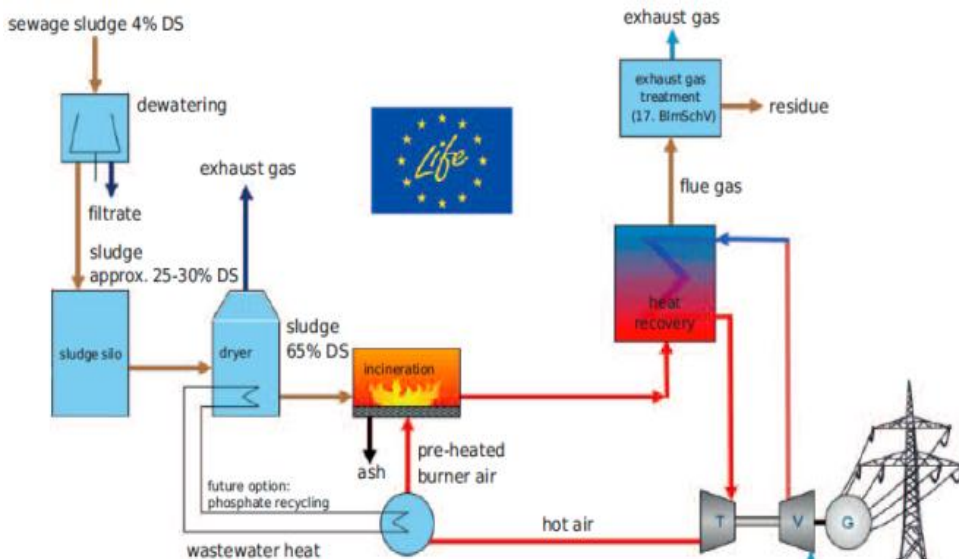 sewage sludge 4% DS
dewatering
filtrate
sludge
approx. 25-30% DS
sludge silo
exhaust gas
dryer
sludge
65% DS
incineration
ash
pre-heated
burner air
future option:
phosphate recycling
wastewater heat
hot air
Life
exhaust gas
exhaust gas
treatment
(17. BImSchV)
residue
flue gas
heat
recovery
T
V
G